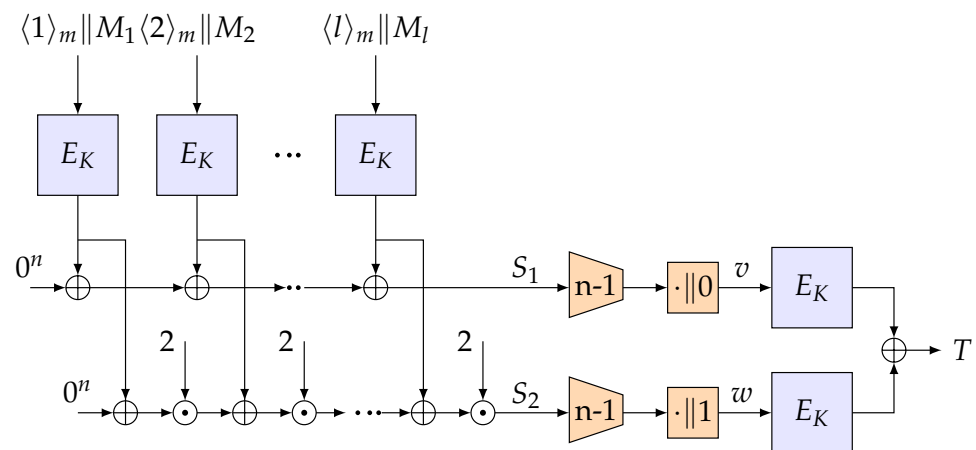 ⟨1⟩ₘ‖M₁ ⟨2⟩ₘ‖M₂ ⟨l⟩ₘ‖Mₗ
E_K E_K ... E_K
0ⁿ S₁ n-1 ·‖0 v E_K
T
2 2 2
0ⁿ S₂ n-1 ·‖1 w E_K